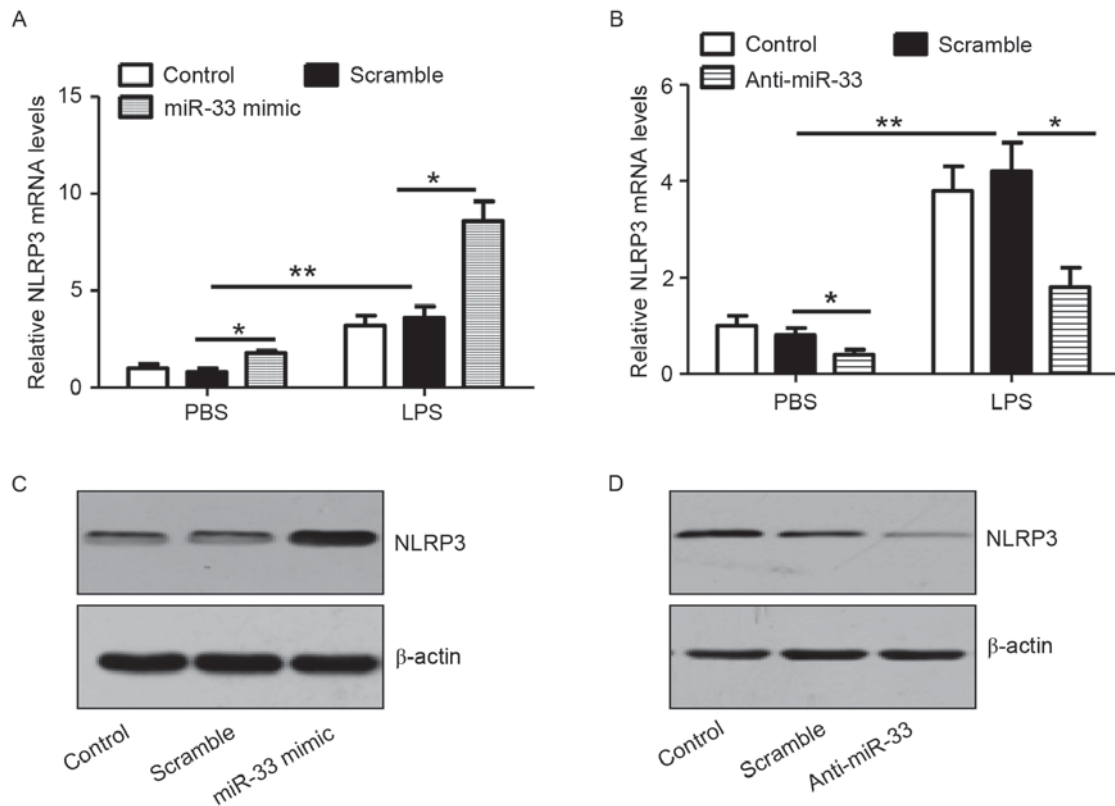 A
Control
Scramble
miR-33 mimic
Relative NLRP3 mRNA levels
15
10
5
0
*
**
*
PBS
LPS
B
Control
Scramble
Anti-miR-33
Relative NLRP3 mRNA levels
6
4
2
0
**
*
*
PBS
LPS
C
NLRP3
β-actin
Control
Scramble
miR-33 mimic
D
NLRP3
β-actin
Control
Scramble
Anti-miR-33